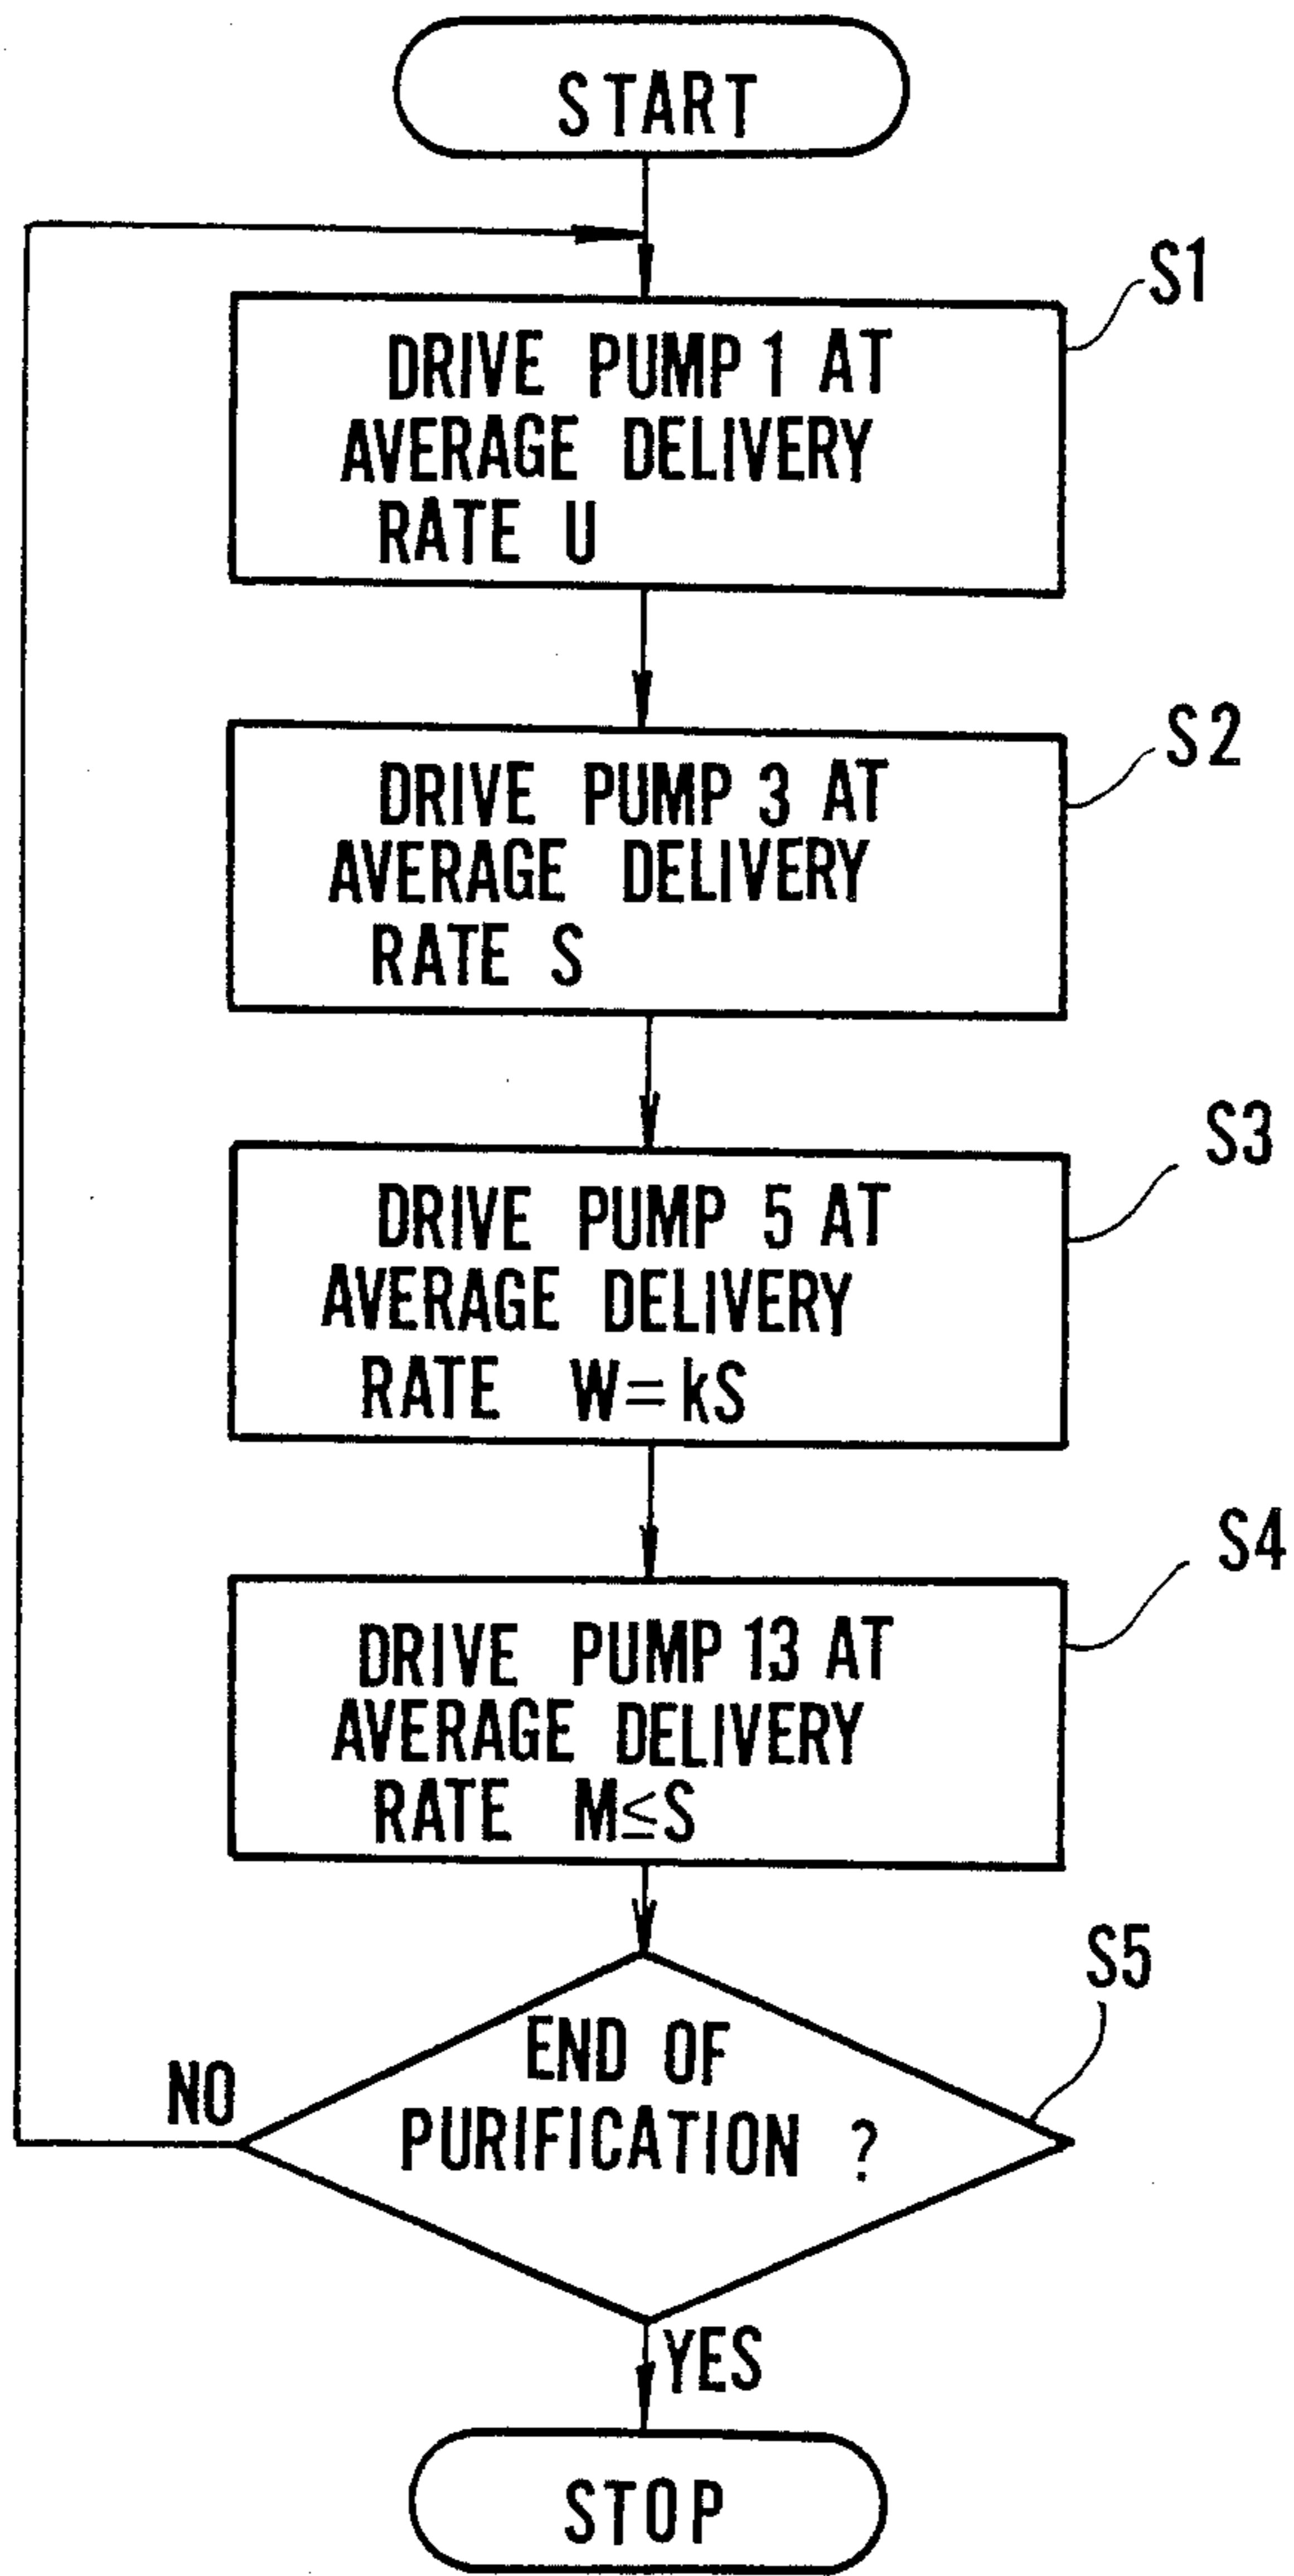 START
S1
DRIVE PUMP 1 AT
AVERAGE DELIVERY
RATE U
S2
DRIVE PUMP 3 AT
AVERAGE DELIVERY
RATE S
S3
DRIVE PUMP 5 AT
AVERAGE DELIVERY
RATE W=kS
S4
DRIVE PUMP 13 AT
AVERAGE DELIVERY
RATE M≤S
S5
END OF
PURIFICATION ?
NO
YES
STOP